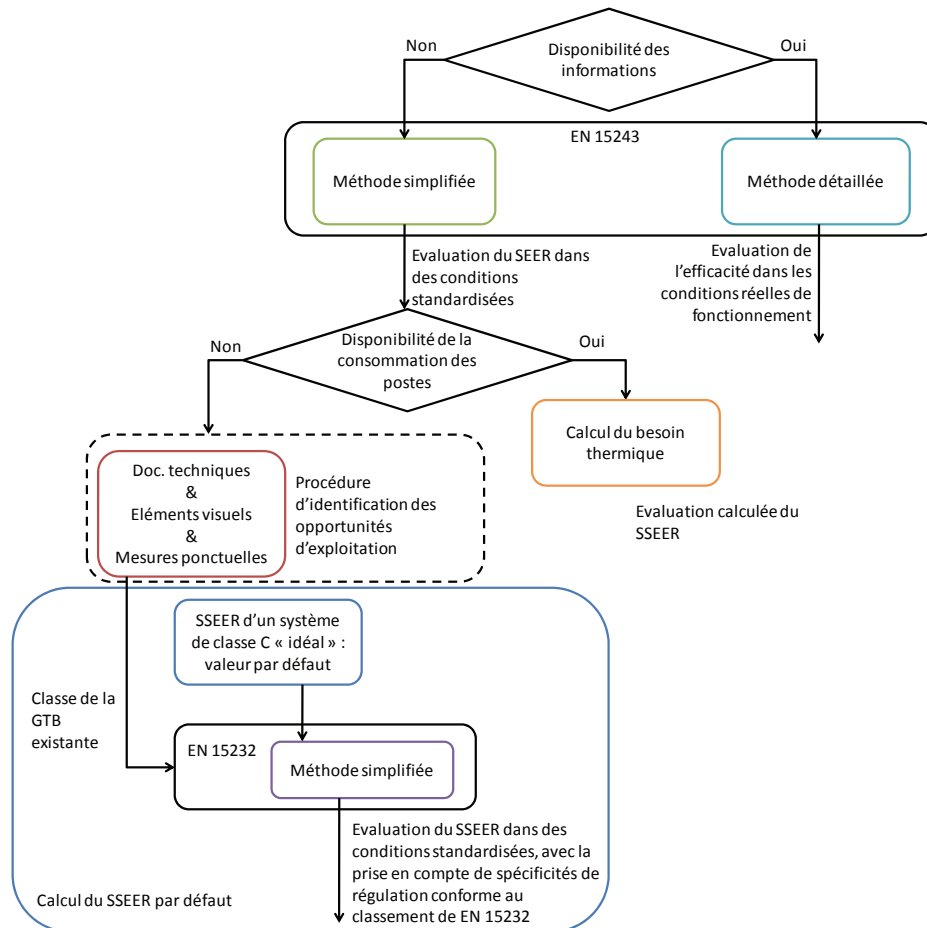 Non
Disponibilité des
informations
Oui
EN 15243
Méthode simplifiée
Méthode détaillée
Evaluation du SEER dans
des conditions
standardisées
Evaluation de
l’efficacité dans les
conditions réelles de
fonctionnement
Non
Disponibilité de la
consommation des
postes
Oui
Calcul du besoin
thermique
Doc. techniques
&
Eléments visuels
&
Mesures ponctuelles
Procédure
d’identification des
opportunités
d’exploitation
Evaluation calculée du
SSEER
SSEER d’un système
de classe C « idéal » :
valeur par défaut
Classe de la
GTB
existante
EN 15232
Méthode simplifiée
Evaluation du SSEER dans des
conditions standardisées, avec la
prise en compte de spécificités de
régulation conforme au
classement de EN 15232
Calcul du SSEER par défaut